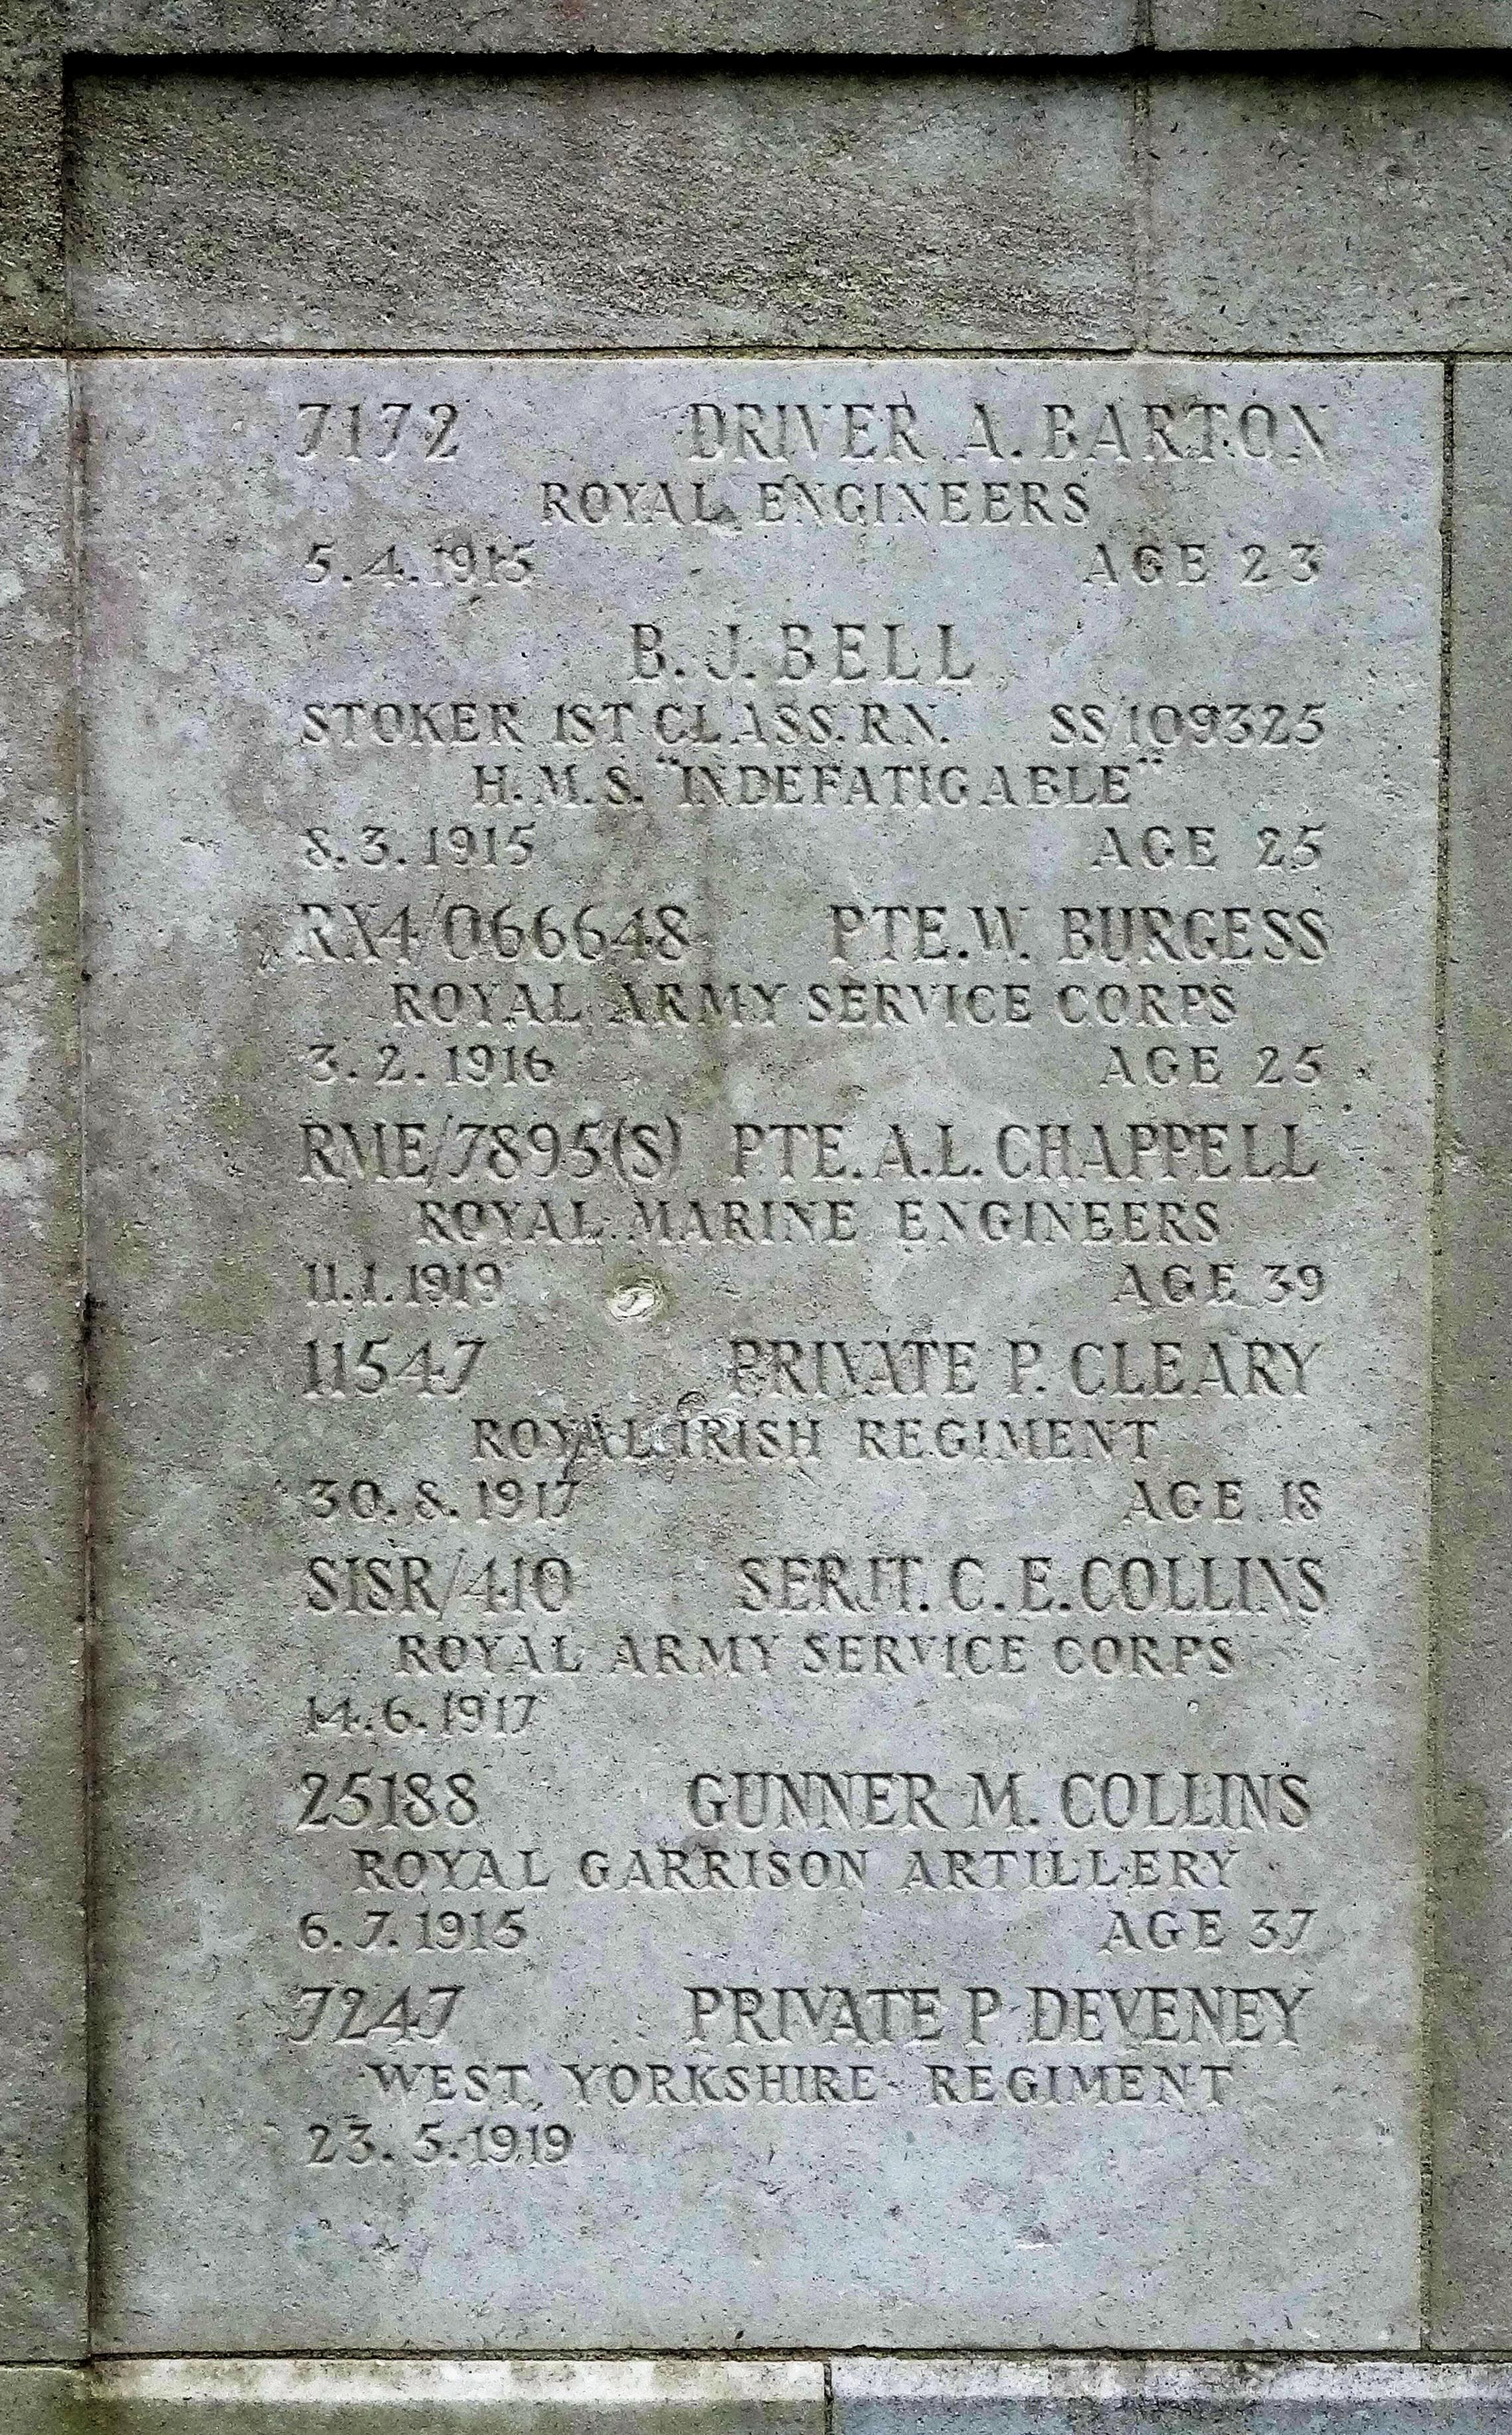 7172 DRIVER A. BARTON
ROYAL ENGINEERS
5.4.1915 AGE 23
B. J. BELL
STOKER 1ST CLASS. R.N. SS/109325
H.M.S. "INDEFATIGABLE"
8.3.1915 AGE 25
RX4/066648 PTE. W. BURGESS
ROYAL ARMY SERVICE CORPS
3.2.1916 AGE 25
RME/7895(S) PTE. A.L. CHAPPELL
ROYAL MARINE ENGINEERS
11.1.1919 AGE 39
11547 PRIVATE P. CLEARY
ROYAL IRISH REGIMENT
30.8.1917 AGE 18
S1SR/410 SERJT. C. E. COLLINS
ROYAL ARMY SERVICE CORPS
14.6.1917
25188 GUNNER M. COLLINS
ROYAL GARRISON ARTILLERY
6.7.1915 AGE 37
7247 PRIVATE P. DEVENEY
WEST YORKSHIRE REGIMENT
23.5.1919